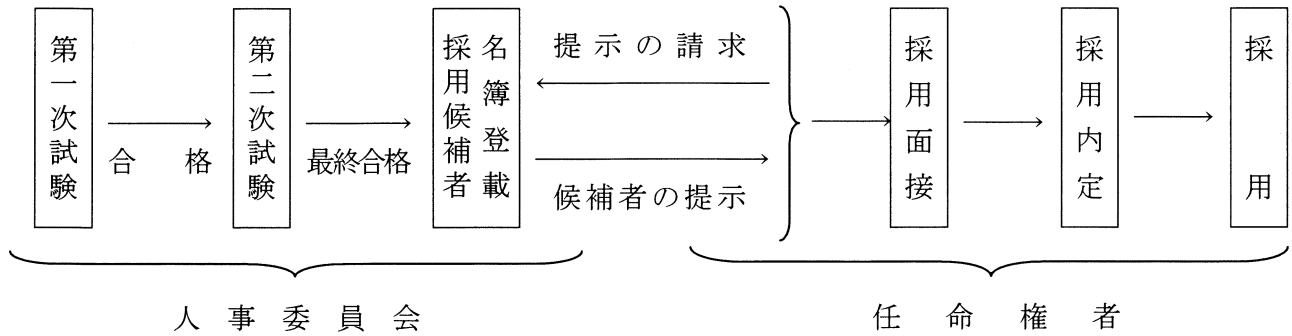 第一次試験
合格
第二次試験
最終合格
採用候補者
名簿登載
提示の請求
候補者の提示
採用面接
採用内定
採用
人事委員会
任命権者